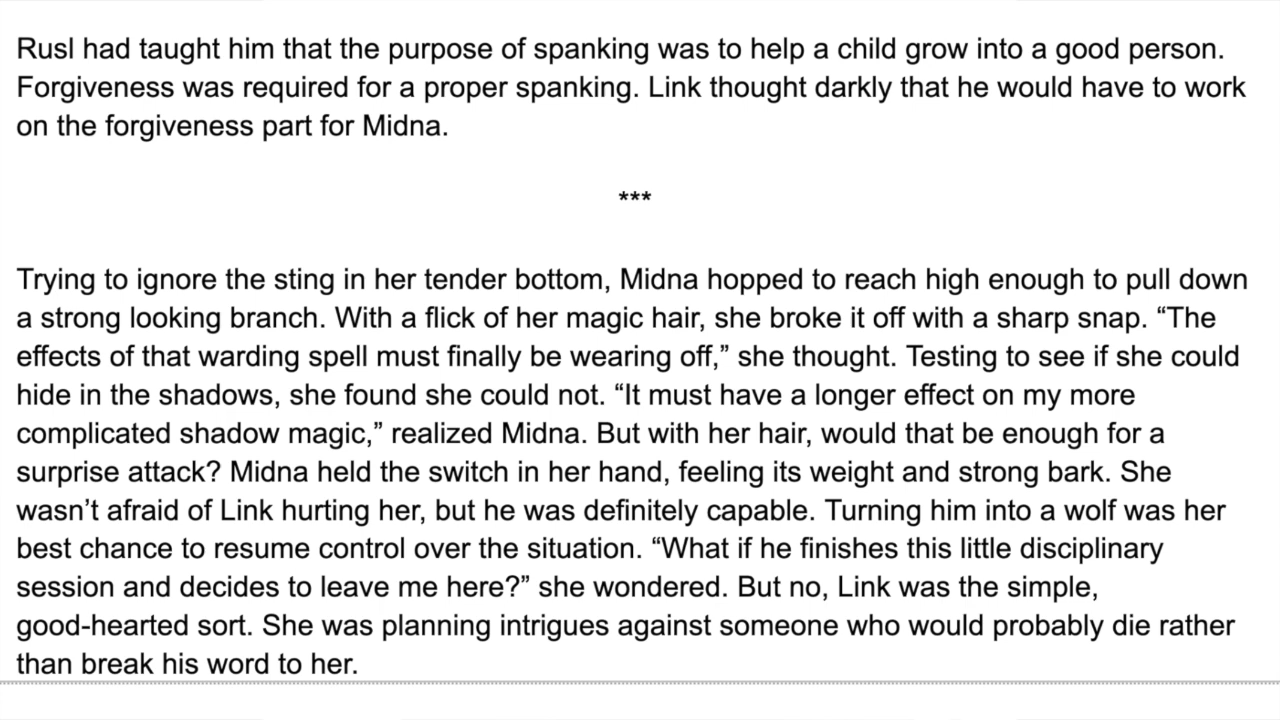 Rusl had taught him that the purpose of spanking was to help a child grow into a good person.
Forgiveness was required for a proper spanking. Link thought darkly that he would have to work
on the forgiveness part for Midna.
***
Trying to ignore the sting in her tender bottom, Midna hopped to reach high enough to pull down
a strong looking branch. With a flick of her magic hair, she broke it off with a sharp snap. “The
effects of that warding spell must finally be wearing off,” she thought. Testing to see if she could
hide in the shadows, she found she could not. “It must have a longer effect on my more
complicated shadow magic,” realized Midna. But with her hair, would that be enough for a
surprise attack? Midna held the switch in her hand, feeling its weight and strong bark. She
wasn’t afraid of Link hurting her, but he was definitely capable. Turning him into a wolf was her
best chance to resume control over the situation. “What if he finishes this little disciplinary
session and decides to leave me here?” she wondered. But no, Link was the simple,
good-hearted sort. She was planning intrigues against someone who would probably die rather
than break his word to her.